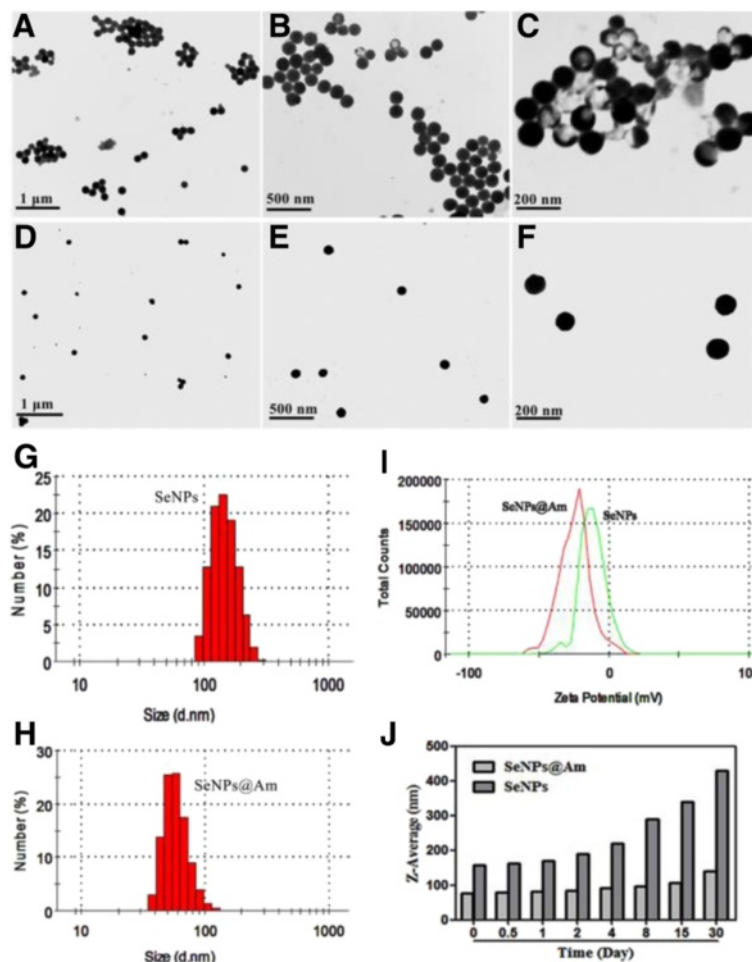 A
1 µm
B
500 nm
C
200 nm
D
1 µm
E
500 nm
F
200 nm
G
SeNPs
25
20
15
10
5
0
Number (%)
10 100 1000
Size (d.nm)
H
SeNPs@Am
30
20
10
0
Number (%)
10 100 1000
Size (d.nm)
I
SeNPs@Am
SeNPs
200000
150000
100000
50000
0
Total Counts
-100 0 10
Zeta Potential (mV)
J
SeNPs@Am
SeNPs
500
400
300
200
100
0
Z-Average (nm)
0 0.5 1 2 4 8 15 30
Time (Day)